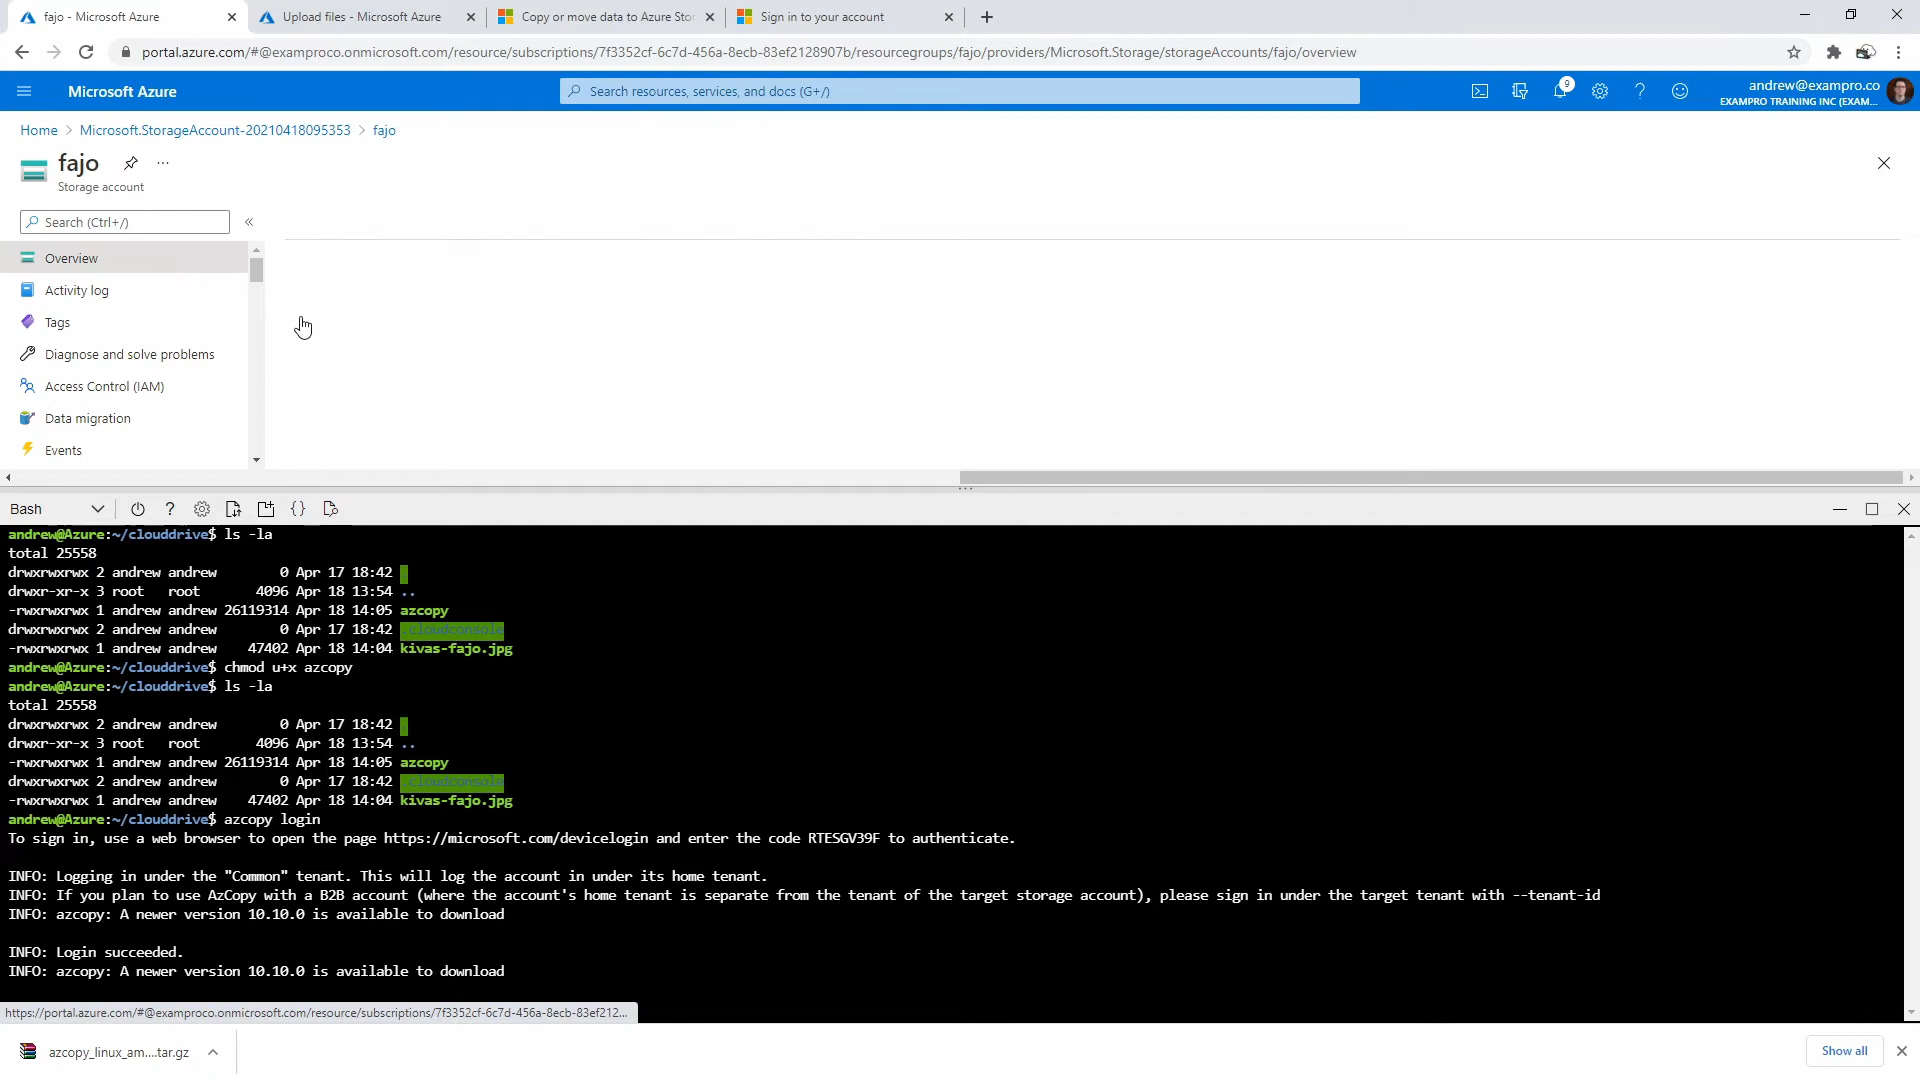 fajo - Microsoft Azure
Upload files - Microsoft Azure
Copy or move data to Azure Stor
Sign in to your account
portal.azure.com/#@examproco.onmicrosoft.com/resource/subscriptions/7f3352cf-6c7d-456a-8ecb-83ef2128907b/resourcegroups/fajo/providers/Microsoft.Storage/storageAccounts/fajo/overview
Microsoft Azure
Search resources, services, and docs (G+/)
9
andrew@exampro.co
EXAMPRO TRAINING INC (EXAM...
Home > Microsoft.StorageAccount-20210418095353 > fajo
fajo
Storage account
Search (Ctrl+/)
Overview
Activity log
Tags
Diagnose and solve problems
Access Control (IAM)
Data migration
Events
Bash
andrew@Azure:~/clouddrive$ ls -la
total 25558
drwxrwxrwx 2 andrew andrew 0 Apr 17 18:42 .
drwxr-xr-x 3 root root 4096 Apr 18 13:54 ..
-rwxrwxrwx 1 andrew andrew 26119314 Apr 18 14:05 azcopy
drwxrwxrwx 2 andrew andrew 0 Apr 17 18:42 .cloudconsole
-rwxrwxrwx 1 andrew andrew 47402 Apr 18 14:04 kivas-fajo.jpg
andrew@Azure:~/clouddrive$ chmod u+x azcopy
andrew@Azure:~/clouddrive$ ls -la
total 25558
drwxrwxrwx 2 andrew andrew 0 Apr 17 18:42 .
drwxr-xr-x 3 root root 4096 Apr 18 13:54 ..
-rwxrwxrwx 1 andrew andrew 26119314 Apr 18 14:05 azcopy
drwxrwxrwx 2 andrew andrew 0 Apr 17 18:42 .cloudconsole
-rwxrwxrwx 1 andrew andrew 47402 Apr 18 14:04 kivas-fajo.jpg
andrew@Azure:~/clouddrive$ azcopy login
To sign in, use a web browser to open the page https://microsoft.com/devicelogin and enter the code RTESGV39F to authenticate.
INFO: Logging in under the "Common" tenant. This will log the account in under its home tenant.
INFO: If you plan to use AzCopy with a B2B account (where the account's home tenant is separate from the tenant of the target storage account), please sign in under the target tenant with --tenant-id
INFO: azcopy: A newer version 10.10.0 is available to download
INFO: Login succeeded.
INFO: azcopy: A newer version 10.10.0 is available to download
https://portal.azure.com/#@examproco.onmicrosoft.com/resource/subscriptions/7f3352cf-6c7d-456a-8ecb-83ef212...
azcopy_linux_am....tar.gz
Show all